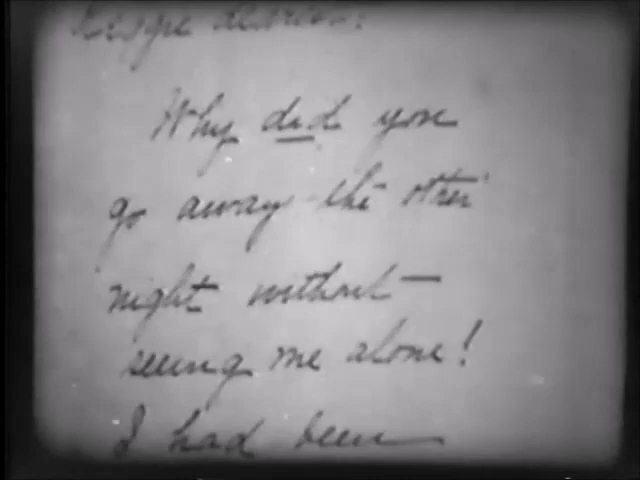 Why did you
go away the other
night without—
seeing me alone!
I had been